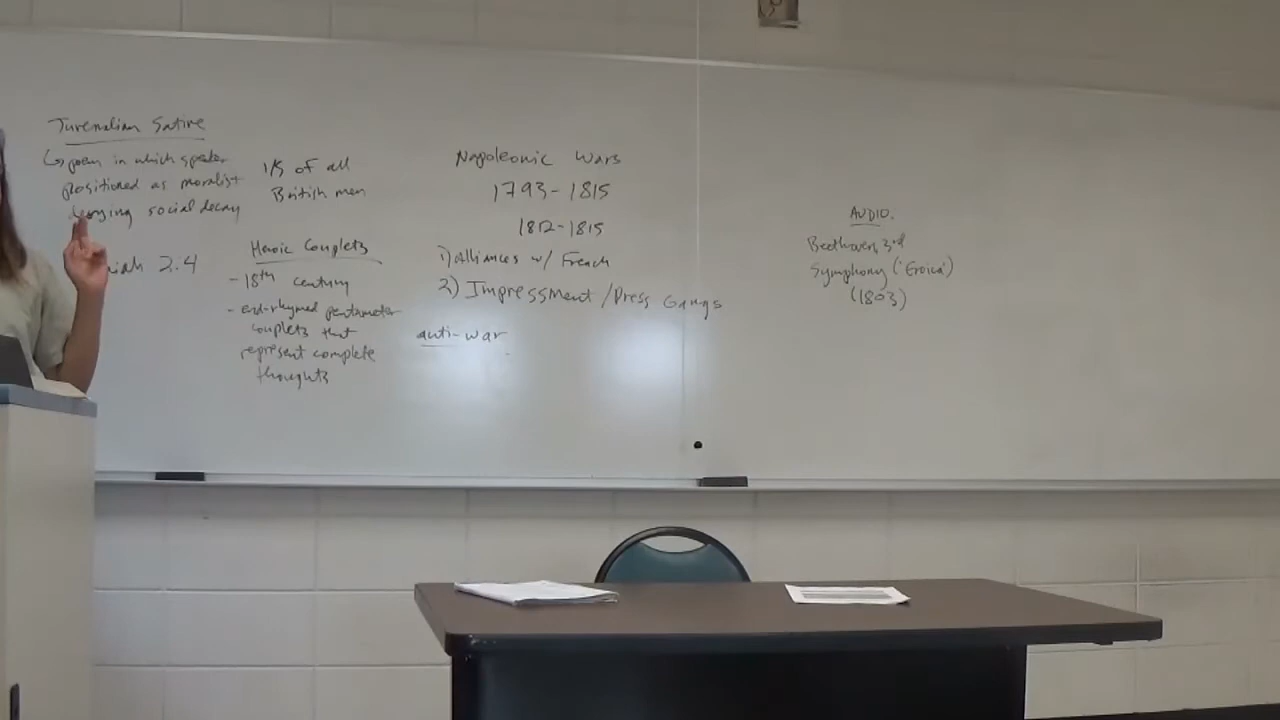 Juvenalian Satire
↳ poem in which speaker
positioned as moralist
decrying social decay
iah 2.4
1/5 of all
British men
Heroic Couplets
- 18th century
- end-rhymed pentameter
couplets that
represent complete
thoughts
Napoleonic Wars
1793-1815
1812-1815
1) Alliances w/ French
2) Impressment / Press Gangs
anti-war
AUDIO.
Beethoven, 3rd
Symphony ('Eroica')
(1803)